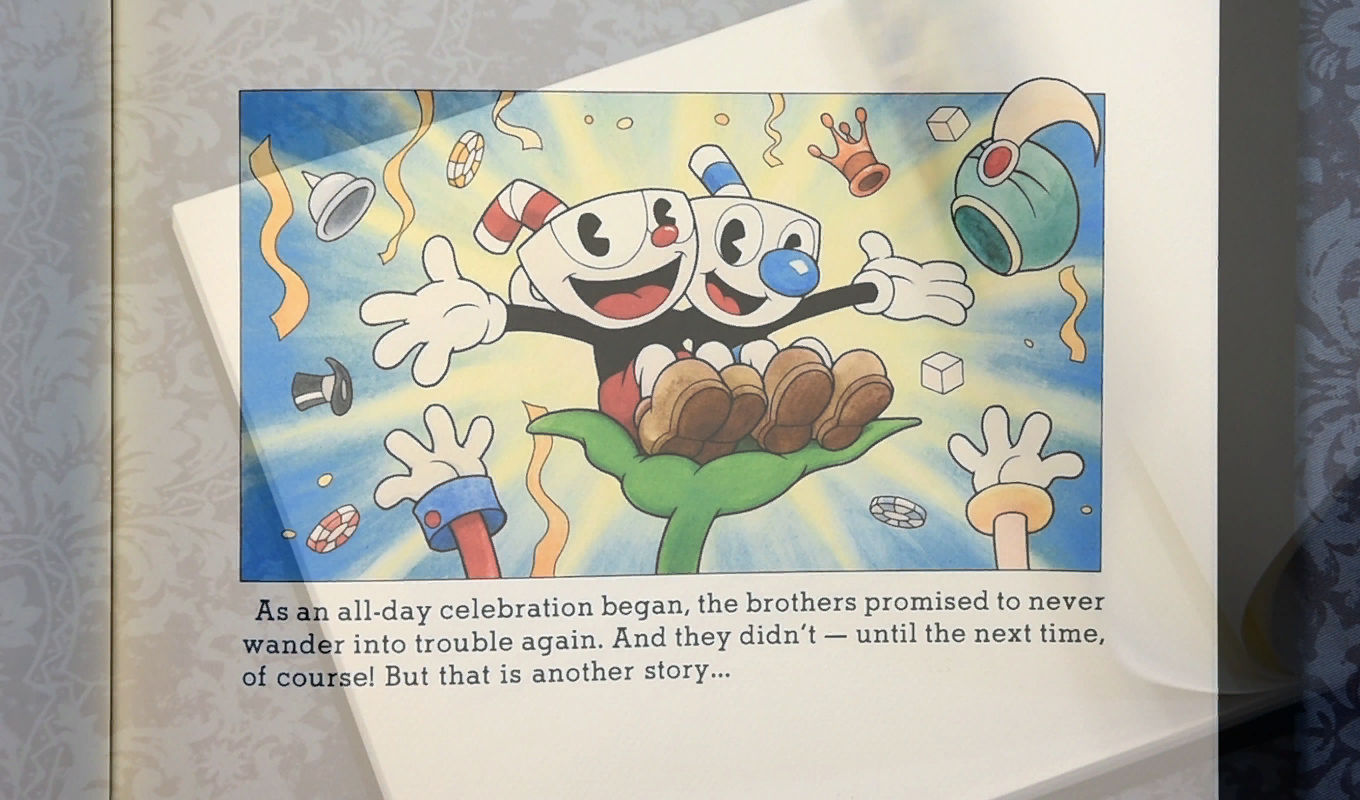 As an all-day celebration began, the brothers promised to never
wander into trouble again. And they didn't — until the next time,
of course! But that is another story...